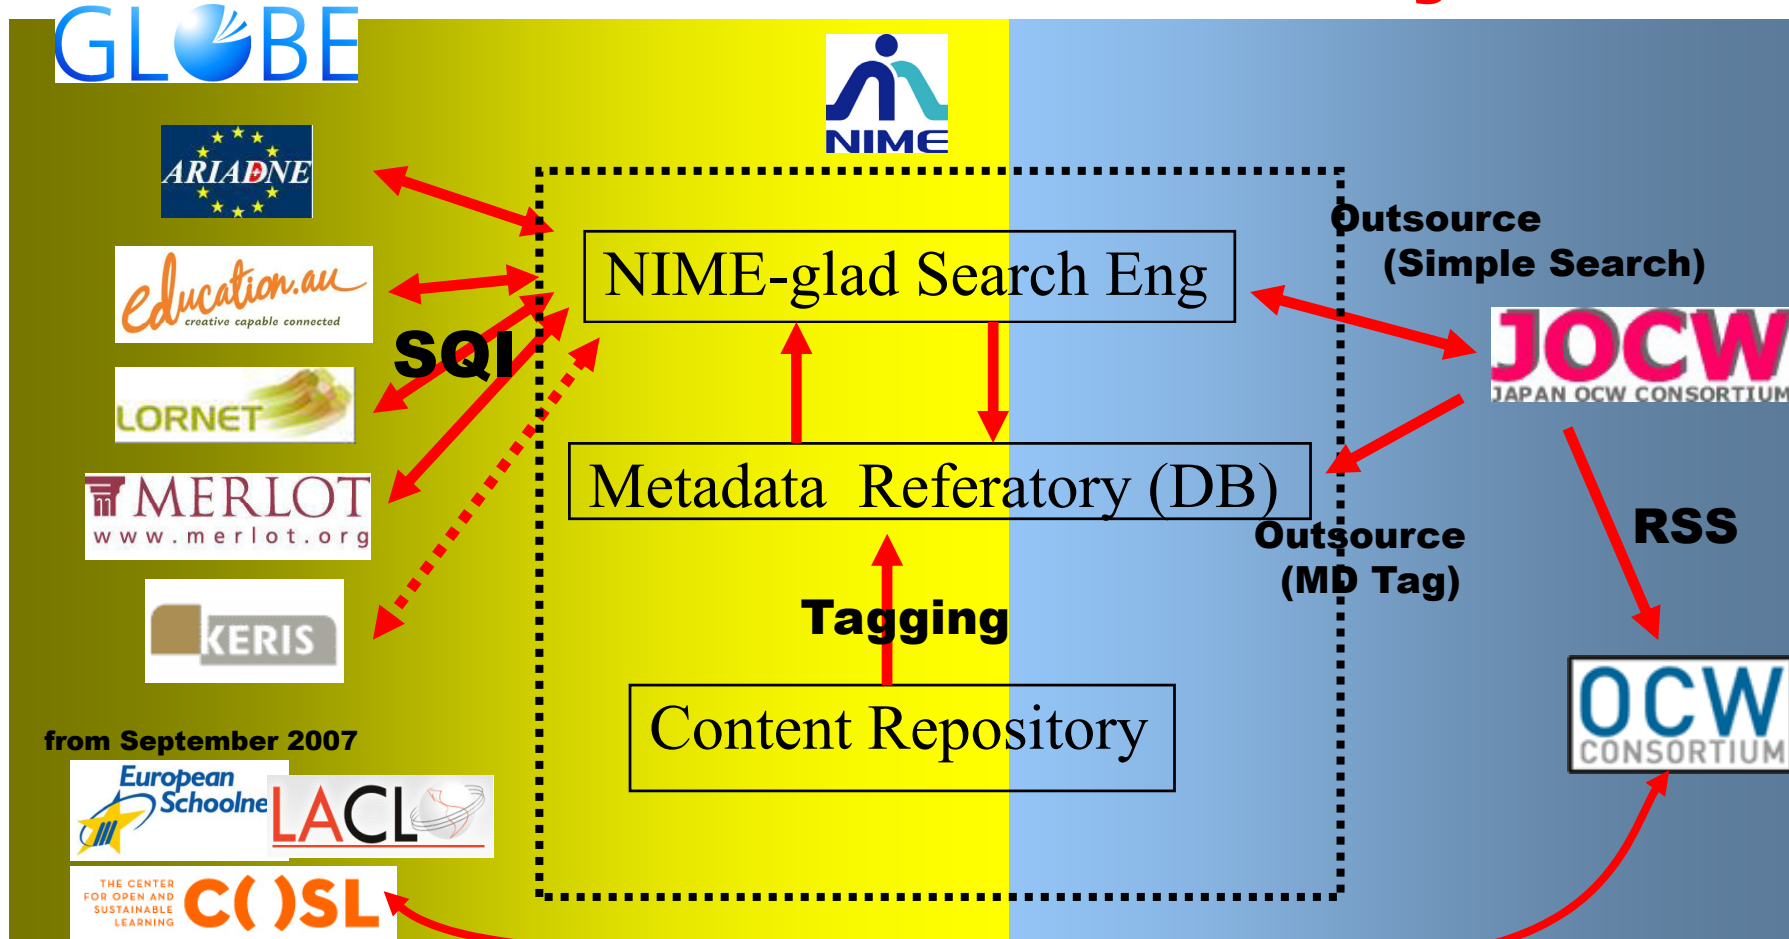 GLOBE
NIME
ARIADNE
education.au
creative capable connected
LORNET
MERLOT
www.merlot.org
KERIS
from September 2007
European
Schoolne
LACL
THE CENTER
FOR OPEN AND
SUSTAINABLE
LEARNING
C()SL
SQI
NIME-glad Search Eng
Metadata Referatory (DB)
Tagging
Content Repository
Outsource
(Simple Search)
JOCW
JAPAN OCW CONSORTIUM
Outsource
(MD Tag)
RSS
OCW
CONSORTIUM